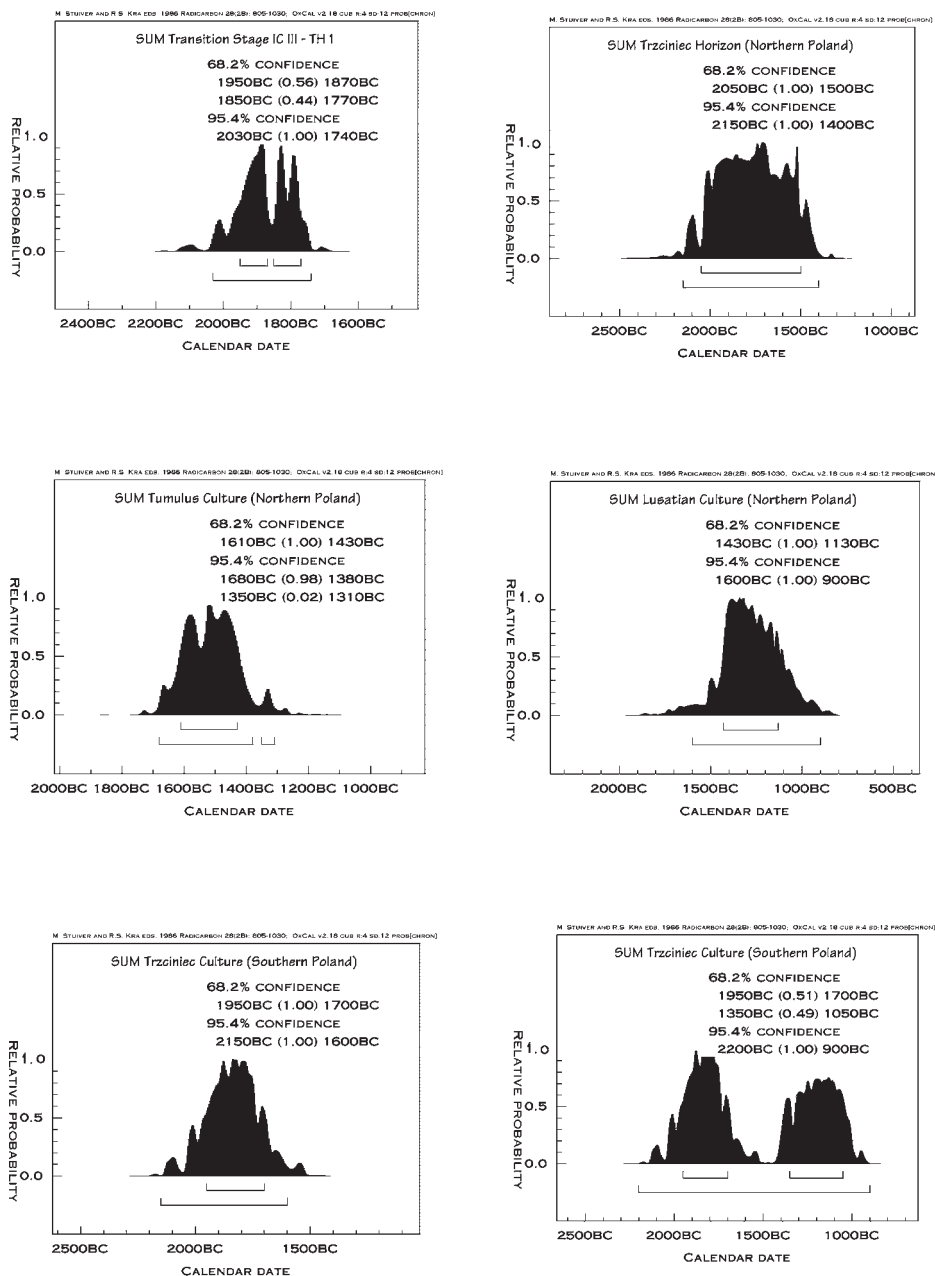 M. STUIVER AND R.S. KRA EDS. 1986 RADICARBON 28(2B): 805-1030; OXCAL V2.18 CUB R:4 SD:12 PROB[CHRON]
SUM Transition Stage IC III - TH 1
68.2% CONFIDENCE
1950BC (0.56) 1870BC
1850BC (0.44) 1770BC
95.4% CONFIDENCE
2030BC (1.00) 1740BC
RELATIVE PROBABILITY
1.0
0.5
0.0
2400BC 2200BC 2000BC 1800BC 1600BC
CALENDAR DATE
M. STUIVER AND R.S. KRA EDS. 1986 RADICARBON 28(2B): 805-1030; OXCAL V2.18 CUB R:4 SD:12 PROB[CHRON]
SUM Trzciniec Horizon (Northern Poland)
68.2% CONFIDENCE
2050BC (1.00) 1500BC
95.4% CONFIDENCE
2150BC (1.00) 1400BC
RELATIVE PROBABILITY
1.0
0.5
0.0
2500BC 2000BC 1500BC 1000BC
CALENDAR DATE
M STUIVER AND R.S. KRA EDS. 1986 RADICARBON 28(2B): 805-1030; OXCAL V2.18 CUB R:4 SD:12 PROB[CHRON]
SUM Tumulus Culture (Northern Poland)
68.2% CONFIDENCE
1610BC (1.00) 1430BC
95.4% CONFIDENCE
1680BC (0.98) 1380BC
1350BC (0.02) 1310BC
RELATIVE PROBABILITY
1.0
0.5
0.0
2000BC 1800BC 1600BC 1400BC 1200BC 1000BC
CALENDAR DATE
M STUIVER AND R.S. KRA EDS. 1986 RADICARBON 28(2B): 805-1030; OXCAL V2.18 CUB R:4 SD:12 PROB[CHRON]
SUM Lusatian Culture (Northern Poland)
68.2% CONFIDENCE
1430BC (1.00) 1130BC
95.4% CONFIDENCE
1600BC (1.00) 900BC
RELATIVE PROBABILITY
1.0
0.5
0.0
2000BC 1500BC 1000BC 500BC
CALENDAR DATE
M STUIVER AND R.S. KRA EDS. 1986 RADICARBON 28(2B): 805-1030; OXCAL V2.18 CUB R:4 SD:12 PROB[CHRON]
SUM Trzciniec Culture (Southern Poland)
68.2% CONFIDENCE
1950BC (1.00) 1700BC
95.4% CONFIDENCE
2150BC (1.00) 1600BC
RELATIVE PROBABILITY
1.0
0.5
0.0
2500BC 2000BC 1500BC
CALENDAR DATE
M STUIVER AND R.S. KRA EDS. 1986 RADICARBON 28(2B): 805-1030; OXCAL V2 18 CUB R:4 SD:12 PROB[CHRON]
SUM Trzciniec Culture (Southern Poland)
68.2% CONFIDENCE
1950BC (0.51) 1700BC
1350BC (0.49) 1050BC
95.4% CONFIDENCE
2200BC (1.00) 900BC
RELATIVE PROBABILITY
1.0
0.5
0.0
2500BC 2000BC 1500BC 1000BC
CALENDAR DATE